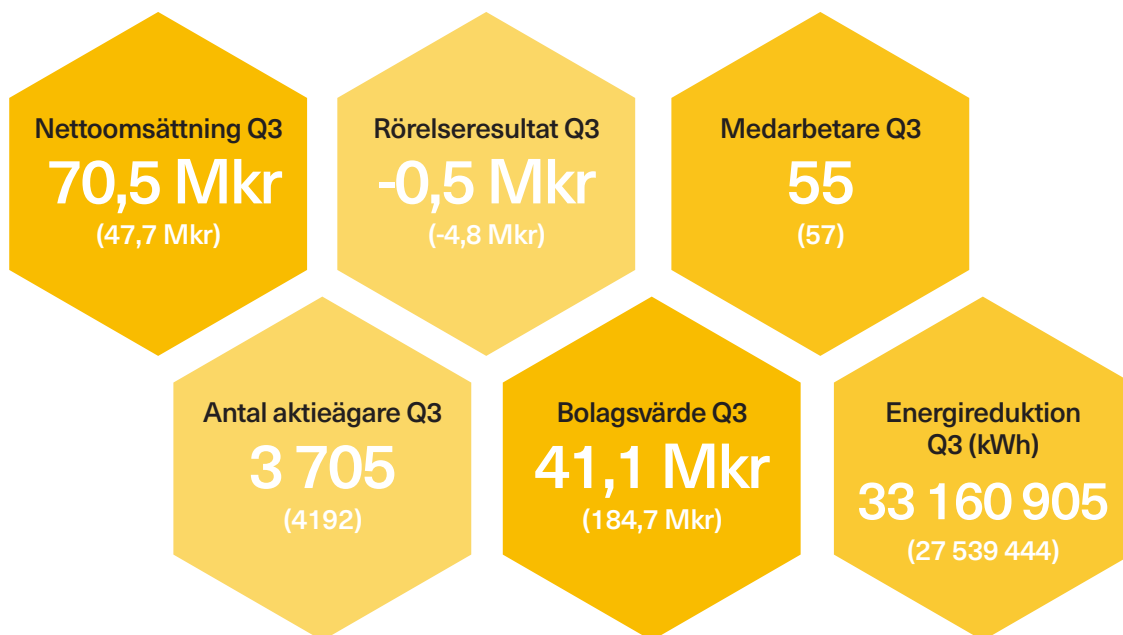 Nettoomsättning Q3
70,5 Mkr
(47,7 Mkr)
Rörelseresultat Q3
-0,5 Mkr
(-4,8 Mkr)
Medarbetare Q3
55
(57)
Antal aktieägare Q3
3 705
(4192)
Bolagsvärde Q3
41,1 Mkr
(184,7 Mkr)
Energireduktion
Q3 (kWh)
33 160 905
(27 539 444)